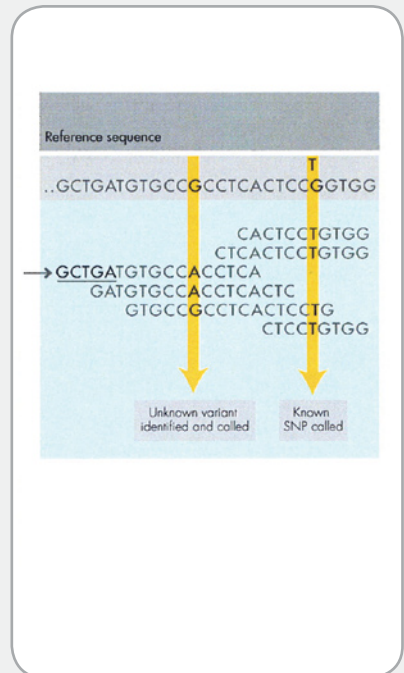 Reference sequence
T
..GCTGATGTGCCGCCTCACTCCGGTGG
CACTCCTGTGG
CTCACTCCTGTGG
GCTGATGTGCCACCTCA
GATGTGCCACCTCACTC
GTGCCGCCTCACTCCTG
CTCCTGTGG
Unknown variant
identified and called
Known
SNP called